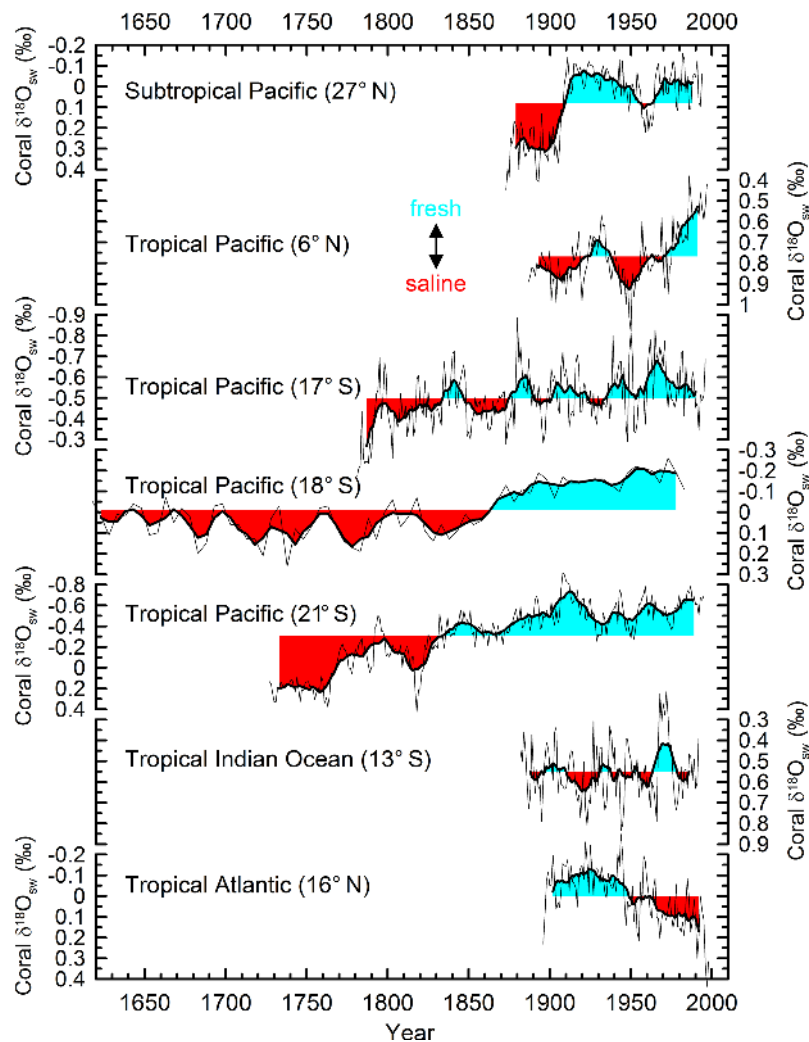 1650 1700 1750 1800 1850 1900 1950 2000
Coral δ¹⁸Osw (‰)
-0.2
-0.1
0
0.1
0.2
0.3
0.4
Subtropical Pacific (27° N)
fresh
saline
Tropical Pacific (6° N)
0.4
0.5
0.6
0.7
0.8
0.9
1
Coral δ¹⁸Osw (‰)
Coral δ¹⁸Osw (‰)
-0.9
-0.8
-0.7
-0.6
-0.5
-0.4
-0.3
Tropical Pacific (17° S)
Tropical Pacific (18° S)
-0.3
-0.2
-0.1
0
0.1
0.2
0.3
Coral δ¹⁸Osw (‰)
Coral δ¹⁸Osw (‰)
-0.8
-0.6
-0.4
-0.2
0
0.2
0.4
Tropical Pacific (21° S)
Tropical Indian Ocean (13° S)
0.3
0.4
0.5
0.6
0.7
0.8
0.9
Coral δ¹⁸Osw (‰)
Coral δ¹⁸Osw (‰)
-0.2
-0.1
0
0.1
0.2
0.3
0.4
Tropical Atlantic (16° N)
1650 1700 1750 1800 1850 1900 1950 2000
Year